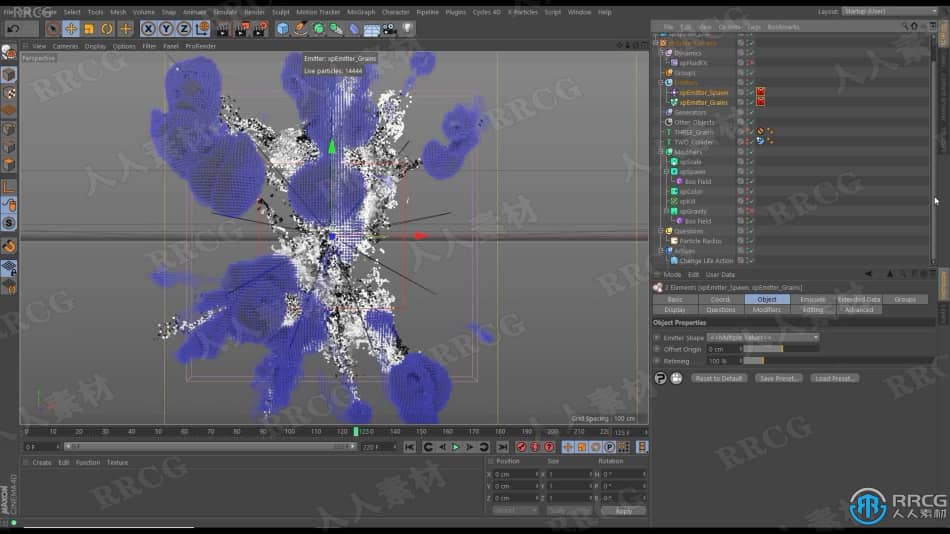 File
Select
Tools
Mesh
Volume
Snap
Animate
Simulate
Render
Sculpt
Motion Tracker
MoGraph
Character
Pipeline
Plugins
Cycles 4D
X-Particles
Script
Window
Help
Layout: Startup (User)
RRCG
View Cameras Display Options Filter Panel ProRender
File Edit View Objects Tags Bookmarks
Perspective
Emitter: xpEmitter_Grains
Live particles: 14444
Dynamics
xpFluidFX
Groups
Emitters
xpEmitter_Spawn
xpEmitter_Grains
Generators
Other Objects
THREE_Grains
TWO_Collider
Modifiers
xpScale
xpSpawn
Box Field
xpColor
xpKill
xpGravity
Box Field
Questions
Particle Radius
Actions
Change Life Action
Mode Edit User Data
2 Elements [xpEmitter_Spawn, xpEmitter_Grains]
Basic Coord. Object Emission Extended Data Groups
Display Questions Modifiers Editing Advanced
Object Properties
Emitter Shape <<Multiple Values>>
Offset Origin 0 cm
Retiming 100 %
Reset to Default Save Preset... Load Preset...
Grid Spacing : 100 cm
0 10 20 30 40 50 60 70 80 90 100 110 120 125 130 140 150 160 170 180 190 200 210 220 125 F
0 F 0 F 220 F 220 F
Create Edit Function Texture
Position Size Rotation
X 0 cm X 1 H 0 °
Y 0 cm Y 1 P 0 °
Z 0 cm Z 1 B 0 °
World Apply
MAXON
CINEMA 4D
RRCG
人人素材